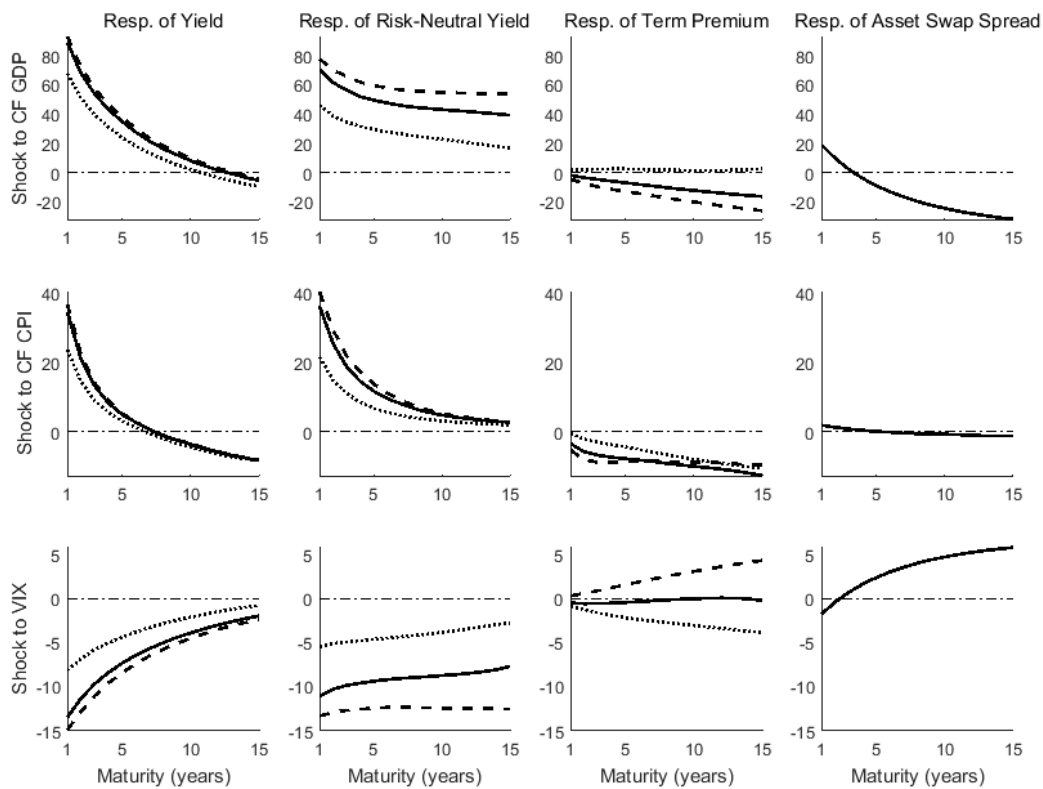 Resp. of Yield Resp. of Risk-Neutral Yield Resp. of Term Premium Resp. of Asset Swap Spread
Shock to CF GDP
80 60 40 20 0 -20
1 5 10 15
80 60 40 20 0 -20
1 5 10 15
80 60 40 20 0 -20
1 5 10 15
80 60 40 20 0 -20
1 5 10 15
Shock to CF CPI
40 20 0
1 5 10 15
40 20 0
1 5 10 15
40 20 0
1 5 10 15
40 20 0
1 5 10 15
Shock to VIX
5 0 -5 -10 -15
1 5 10 15
5 0 -5 -10 -15
1 5 10 15
5 0 -5 -10 -15
1 5 10 15
5 0 -5 -10 -15
1 5 10 15
Maturity (years) Maturity (years) Maturity (years) Maturity (years)